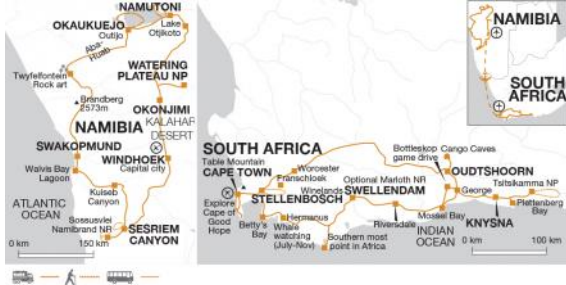 NAMUTONI
OKAUKUEJO
Outjo
Lake
Otjikoto
Aba-
Huab
WATERING
PLATEAU NP
Twyfelfontein
Rock art
Brandberg
2573m
OKONJIMI
KALAHARI
DESERT
NAMIBIA
SWAKOPMUND
WINDHOEK
Capital city
Walvis Bay
Lagoon
Kuiseb
Canyon
ATLANTIC
OCEAN
Sossusvlei
Namibrand NR
SESRIEM
CANYON
0 km
150 km
NAMIBIA
SOUTH
AFRICA
SOUTH AFRICA
Table Mountain
CAPE TOWN
Worcester
Franschloek
Winelands
STELLENBOSCH
Explore
Cape of
Good
Hope
Betty's
Bay
Hermanus
Whale
watching
(July-Nov)
Southern most
point in Africa
SWELLENDAM
Optional Marloth NR
Riversdale
Bottleskop
game drive
Cango Caves
OUDTSHOORN
George
Mossel Bay
INDIAN
OCEAN
KNYSNA
Tsitsikamma NP
Plettenberg
Bay
0 km
100 km